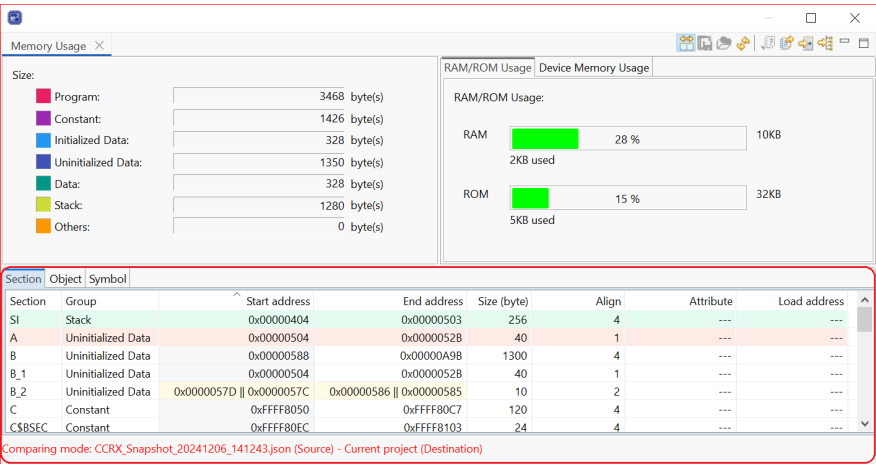 Memory Usage
Size:
Program: 3468 byte(s)
Constant: 1426 byte(s)
Initialized Data: 328 byte(s)
Uninitialized Data: 1350 byte(s)
Data: 328 byte(s)
Stack: 1280 byte(s)
Others: 0 byte(s)
RAM/ROM Usage Device Memory Usage
RAM/ROM Usage:
RAM 28 % 10KB
2KB used
ROM 15 % 32KB
5KB used
Section Object Symbol
Section Group Start address End address Size (byte) Align Attribute Load address
SI Stack 0x00000404 0x00000503 256 4 --- ---
A Uninitialized Data 0x00000504 0x0000052B 40 1 --- ---
B Uninitialized Data 0x00000588 0x00000A9B 1300 4 --- ---
B_1 Uninitialized Data 0x00000504 0x0000052B 40 1 --- ---
B_2 Uninitialized Data 0x0000057D || 0x0000057C 0x00000586 || 0x00000585 10 2 --- ---
C Constant 0xFFFF8050 0xFFFF80C7 120 4 --- ---
C$BSEC Constant 0xFFFF80EC 0xFFFF8103 24 4 --- ---
Comparing mode: CCRX_Snapshot_20241206_141243.json (Source) - Current project (Destination)